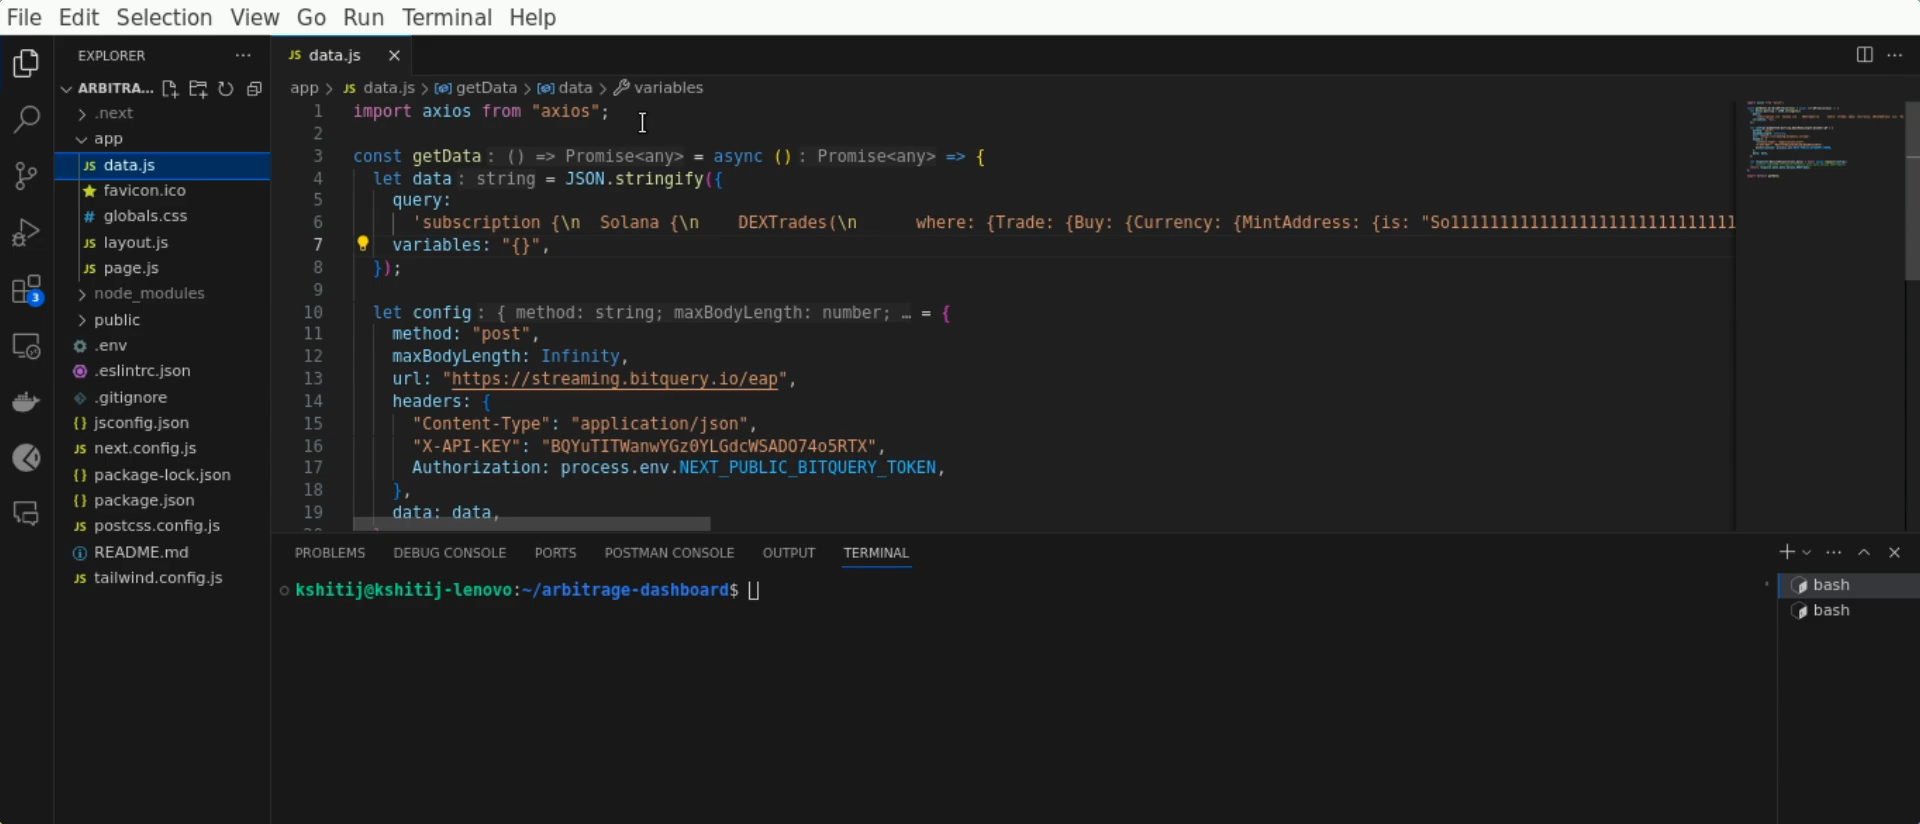 File Edit Selection View Go Run Terminal Help
EXPLORER ···
ARBITRA...
.next
app
JS data.js
favicon.ico
# globals.css
JS layout.js
JS page.js
node_modules
public
.env
.eslintrc.json
.gitignore
{} jsconfig.json
JS next.config.js
{} package-lock.json
{} package.json
JS postcss.config.js
README.md
JS tailwind.config.js
3
JS data.js
app > JS data.js > getData > data > variables
1 import axios from "axios";
2
3 const getData: () => Promise<any> = async (): Promise<any> => {
4 let data: string = JSON.stringify({
5 query:
6 'subscription {\n  Solana {\n    DEXTrades(\n      where: {Trade: {Buy: {Currency: {MintAddress: {is: "So1111111111111111111111111111
7 variables: "{}",
8 });
9
10 let config: { method: string; maxBodyLength: number; … = {
11 method: "post",
12 maxBodyLength: Infinity,
13 url: "https://streaming.bitquery.io/eap",
14 headers: {
15 "Content-Type": "application/json",
16 "X-API-KEY": "BQYuTITWanwYGz0YLGdcWSADO74o5RTX",
17 Authorization: process.env.NEXT_PUBLIC_BITQUERY_TOKEN,
18 },
19 data: data,
PROBLEMS DEBUG CONSOLE PORTS POSTMAN CONSOLE OUTPUT TERMINAL
kshitij@kshitij-lenovo:~/arbitrage-dashboard$
bash
bash